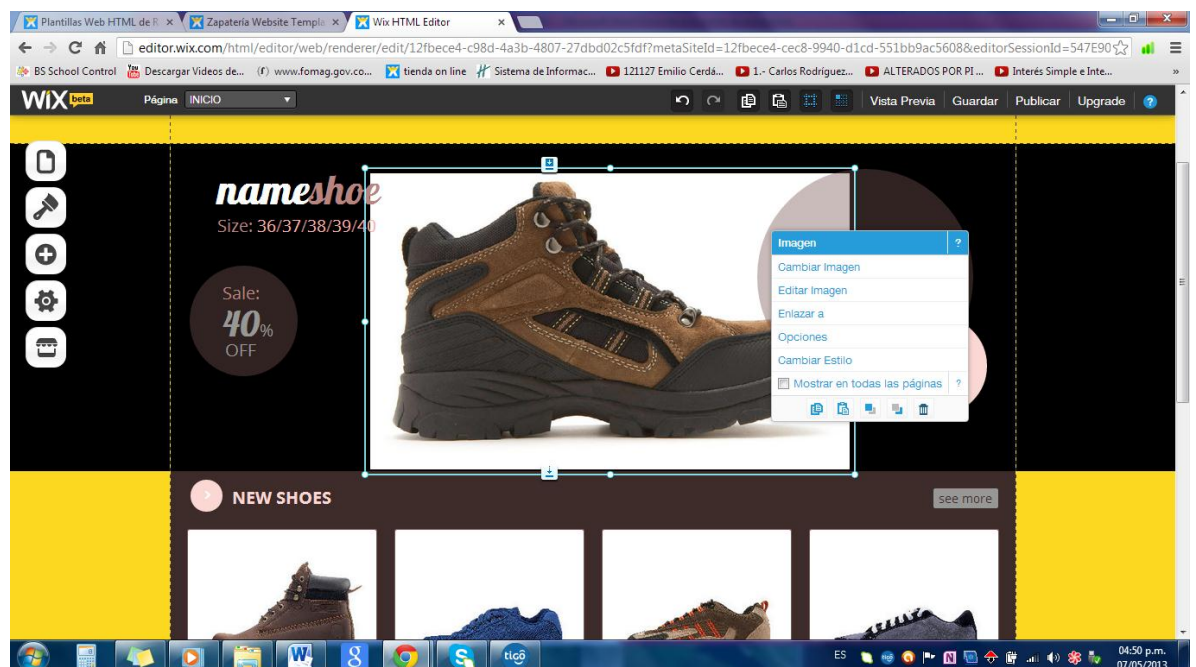 Plantillas Web HTML de R
Zapatería Website Templa
Wix HTML Editor
editor.wix.com/html/editor/web/renderer/edit/12fbece4-c98d-4a3b-4807-27dbd02c5fdf?metaSiteId=12fbece4-cec8-9940-d1cd-551bb9ac5608&editorSessionId=547E90
BS School Control
Descargar Videos de...
www.fomag.gov.co...
tienda on line
Sistema de Informac...
121127 Emilio Cerdá...
1.- Carlos Rodríguez...
ALTERADOS POR PI ...
Interés Simple e Inte...
»
WiX beta
Página INICIO
Vista Previa
Guardar
Publicar
Upgrade
?
nameshoe
Size: 36/37/38/39/40
Sale:
40%
OFF
Imagen ?
Cambiar Imagen
Editar Imagen
Enlazar a
Opciones
Cambiar Estilo
Mostrar en todas las páginas ?
NEW SHOES
see more
tigo
ES
04:50 p.m.
07/05/2013